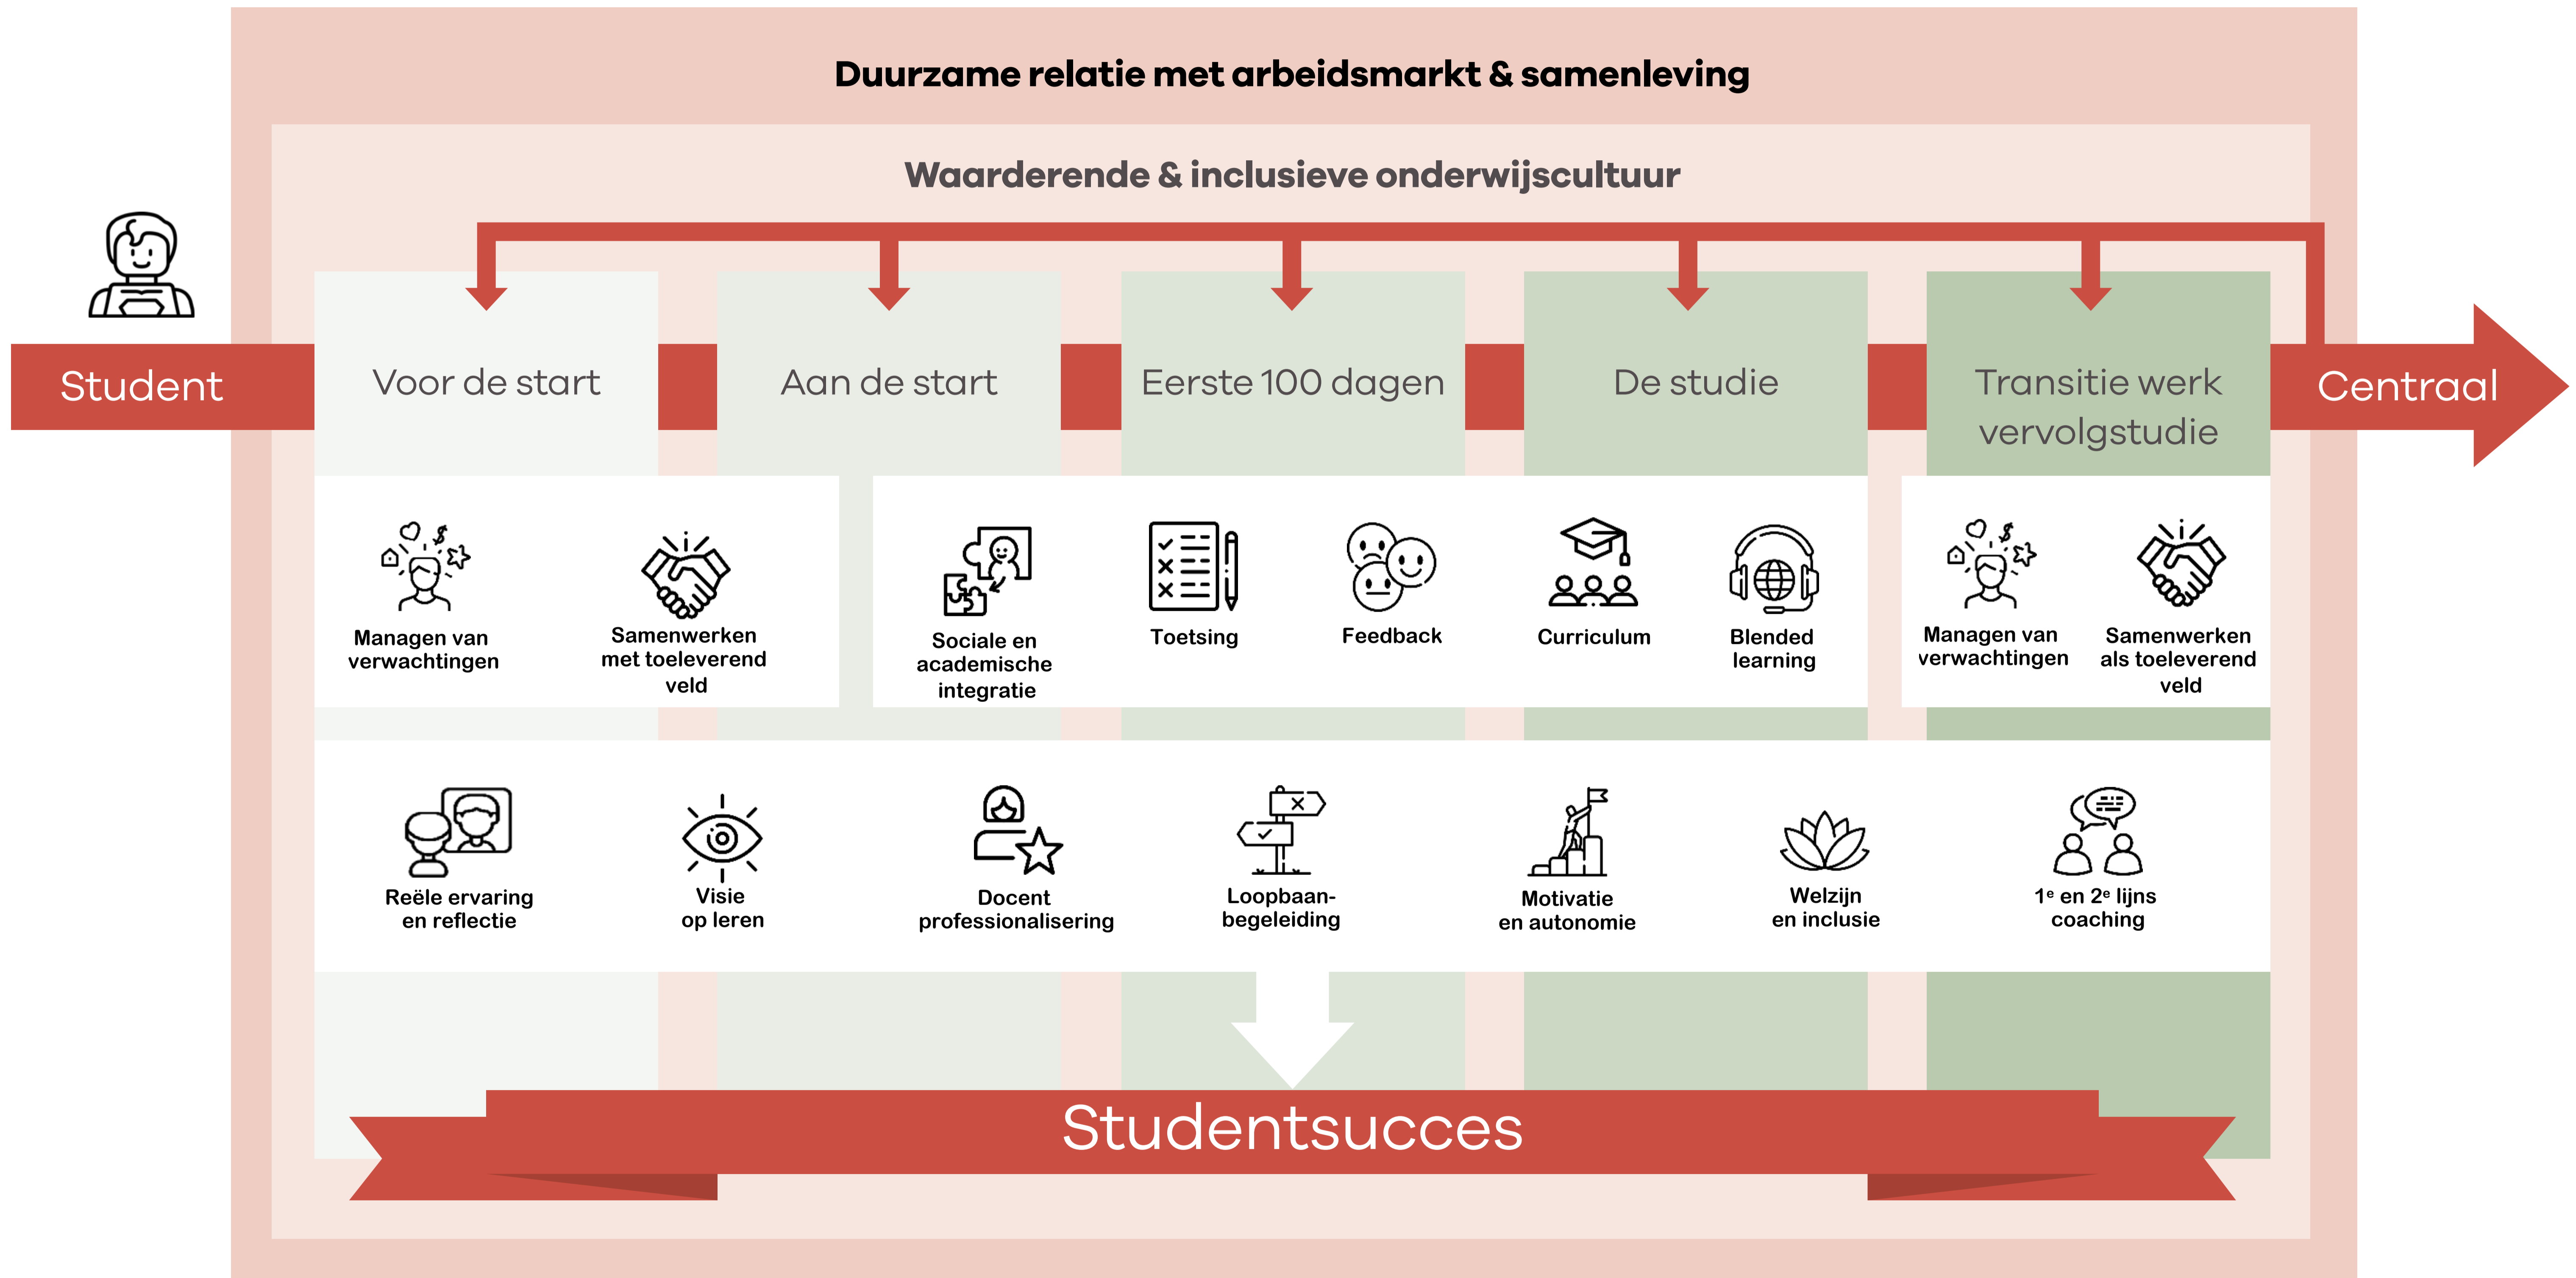 Duurzame relatie met arbeidsmarkt & samenleving
Waarderende & inclusieve onderwijscultuur
Student
Voor de start
Aan de start
Eerste 100 dagen
De studie
Transitie werk
vervolgstudie
Centraal
Managen van
verwachtingen
Samenwerken
met toeleverend
veld
Sociale en
academische
integratie
Toetsing
Feedback
Curriculum
Blended
learning
Managen van
verwachtingen
Samenwerken
als toeleverend
veld
Reële ervaring
en reflectie
Visie
op leren
Docent
professionalisering
Loopbaan-
begeleiding
Motivatie
en autonomie
Welzijn
en inclusie
1e en 2e lijns
coaching
Studentsucces